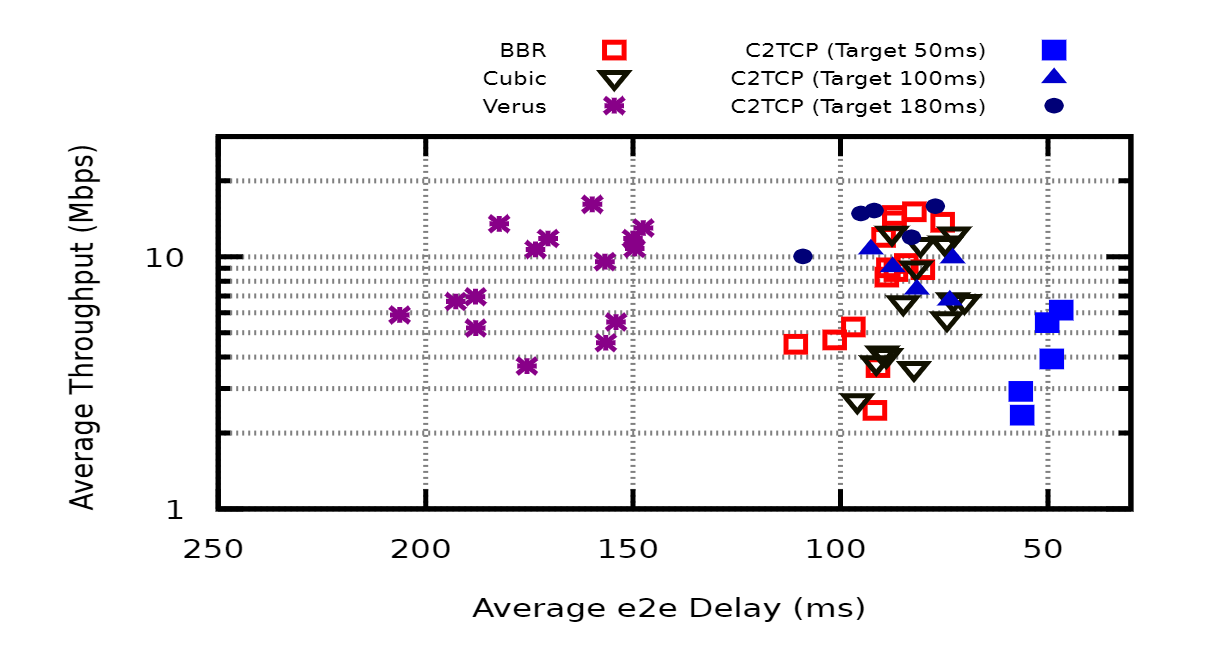 BBR
Cubic
Verus
C2TCP (Target 50ms)
C2TCP (Target 100ms)
C2TCP (Target 180ms)
Average Throughput (Mbps)
10
1
250 200 150 100 50
Average e2e Delay (ms)